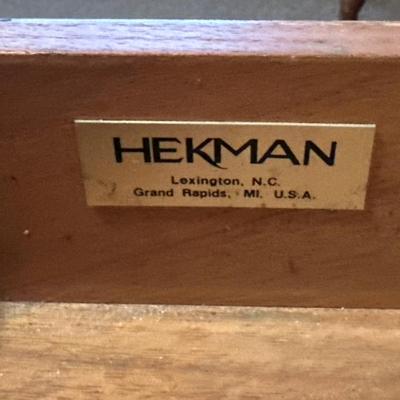 HEKMAN
Lexington, N.C.
Grand Rapids, MI. U.S.A.